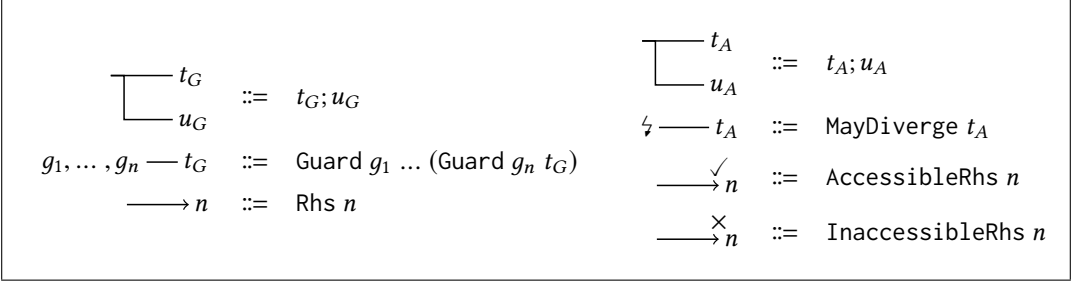 t_G
u_G
::= t_G; u_G
g_1, … , g_n — t_G ::= Guard g_1 … (Guard g_n t_G)
⟶ n ::= Rhs n
t_A
u_A
::= t_A; u_A
↯ — t_A ::= MayDiverge t_A
✓
⟶ n ::= AccessibleRhs n
×
⟶ n ::= InaccessibleRhs n